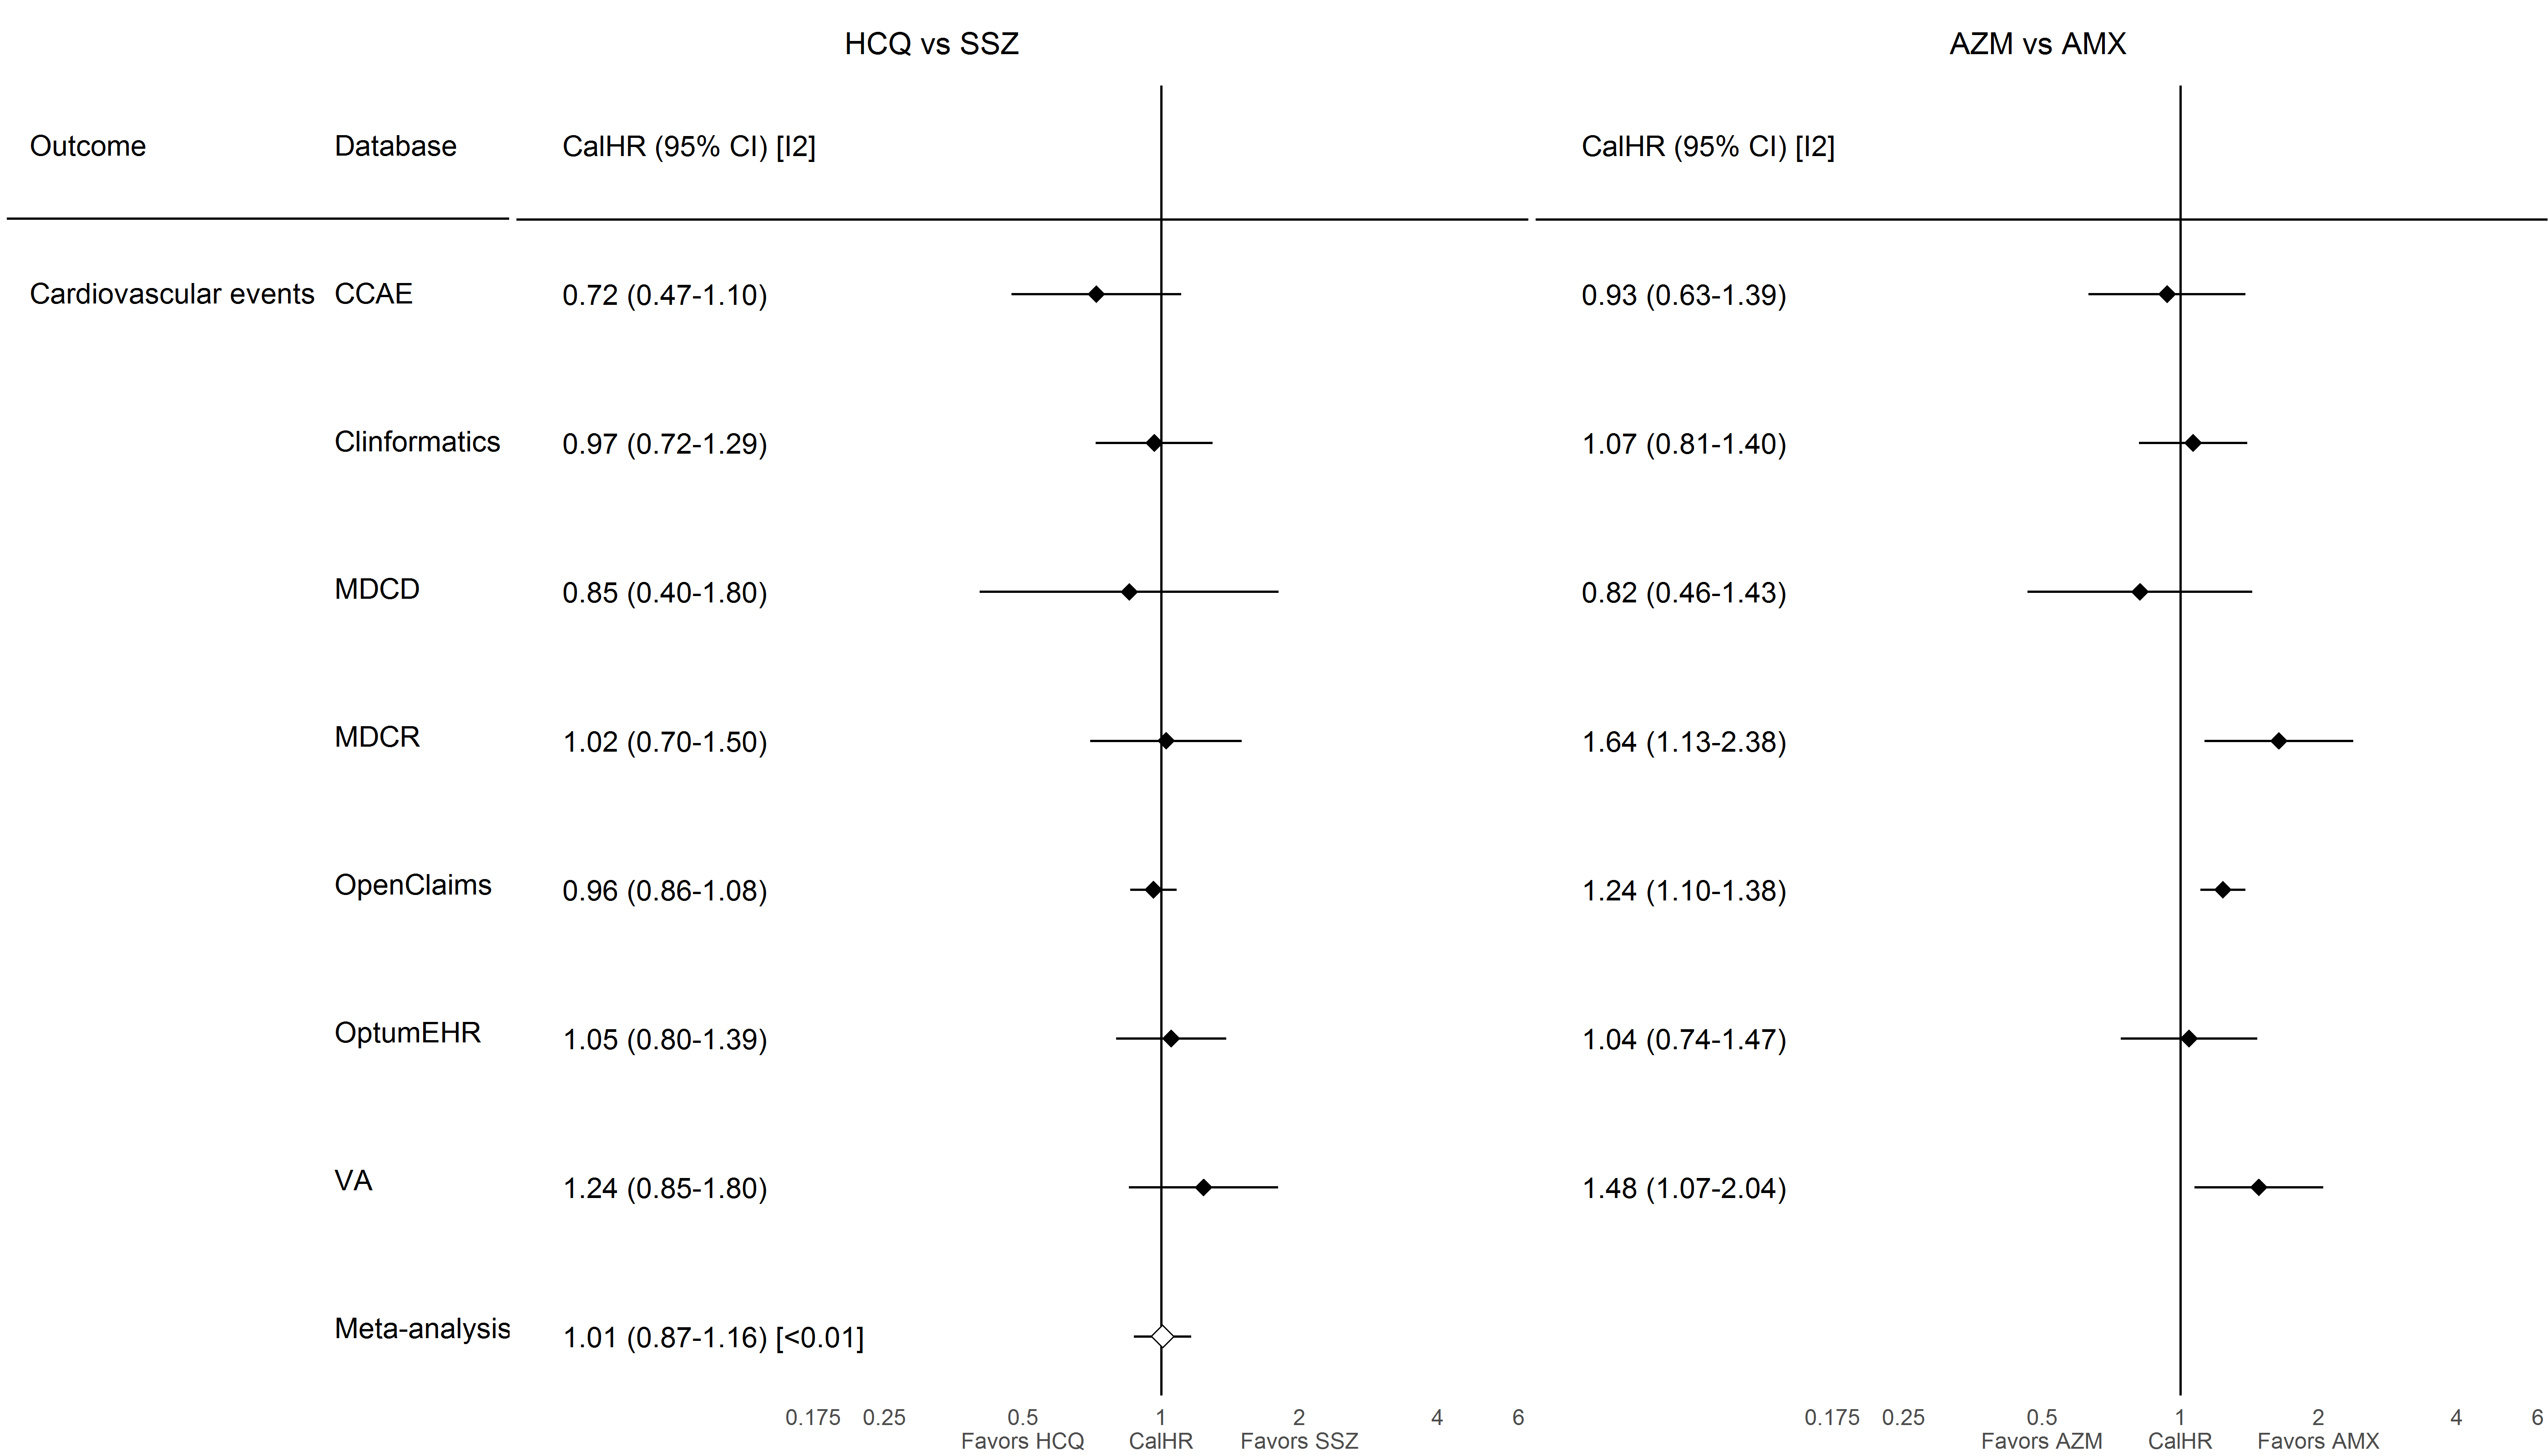 HCQ vs SSZ AZM vs AMX
Outcome Database CalHR (95% CI) [I2] CalHR (95% CI) [I2]
Cardiovascular events CCAE 0.72 (0.47-1.10) 0.93 (0.63-1.39)
Clinformatics 0.97 (0.72-1.29) 1.07 (0.81-1.40)
MDCD 0.85 (0.40-1.80) 0.82 (0.46-1.43)
MDCR 1.02 (0.70-1.50) 1.64 (1.13-2.38)
OpenClaims 0.96 (0.86-1.08) 1.24 (1.10-1.38)
OptumEHR 1.05 (0.80-1.39) 1.04 (0.74-1.47)
VA 1.24 (0.85-1.80) 1.48 (1.07-2.04)
Meta-analysis 1.01 (0.87-1.16) [<0.01]
0.175 0.25 0.5 1 2 4 6 0.175 0.25 0.5 1 2 4 6
Favors HCQ CalHR Favors SSZ Favors AZM CalHR Favors AMX